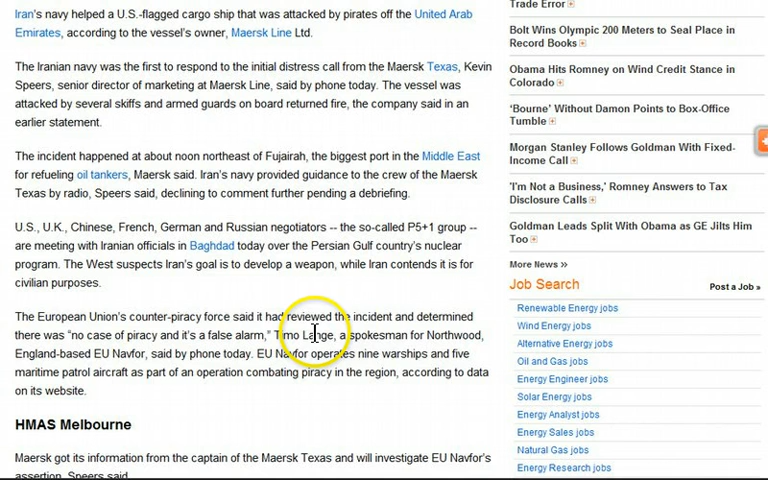 Iran's navy helped a U.S.-flagged cargo ship that was attacked by pirates off the United Arab
Emirates, according to the vessel's owner, Maersk Line Ltd.
The Iranian navy was the first to respond to the initial distress call from the Maersk Texas, Kevin
Speers, senior director of marketing at Maersk Line, said by phone today. The vessel was
attacked by several skiffs and armed guards on board returned fire, the company said in an
earlier statement.
The incident happened at about noon northeast of Fujairah, the biggest port in the Middle East
for refueling oil tankers, Maersk said. Iran's navy provided guidance to the crew of the Maersk
Texas by radio, Speers said, declining to comment further pending a debriefing.
U.S., U.K., Chinese, French, German and Russian negotiators -- the so-called P5+1 group --
are meeting with Iranian officials in Baghdad today over the Persian Gulf country's nuclear
program. The West suspects Iran's goal is to develop a weapon, while Iran contends it is for
civilian purposes.
The European Union's counter-piracy force said it had reviewed the incident and determined
there was "no case of piracy and it's a false alarm," Timo Lange, a spokesman for Northwood,
England-based EU Navfor, said by phone today. EU Navfor operates nine warships and five
maritime patrol aircraft as part of an operation combating piracy in the region, according to data
on its website.
HMAS Melbourne
Maersk got its information from the captain of the Maersk Texas and will investigate EU Navfor's
assertion, Speers said.
Trade Error
Bolt Wins Olympic 200 Meters to Seal Place in
Record Books
Obama Hits Romney on Wind Credit Stance in
Colorado
'Bourne' Without Damon Points to Box-Office
Tumble
Morgan Stanley Follows Goldman With Fixed-
Income Call
'I'm Not a Business,' Romney Answers to Tax
Disclosure Calls
Goldman Leads Split With Obama as GE Jilts Him
Too
More News »
Job Search
Post a Job »
Renewable Energy jobs
Wind Energy jobs
Alternative Energy jobs
Oil and Gas jobs
Energy Engineer jobs
Solar Energy jobs
Energy Analyst jobs
Energy Sales jobs
Natural Gas jobs
Energy Research jobs